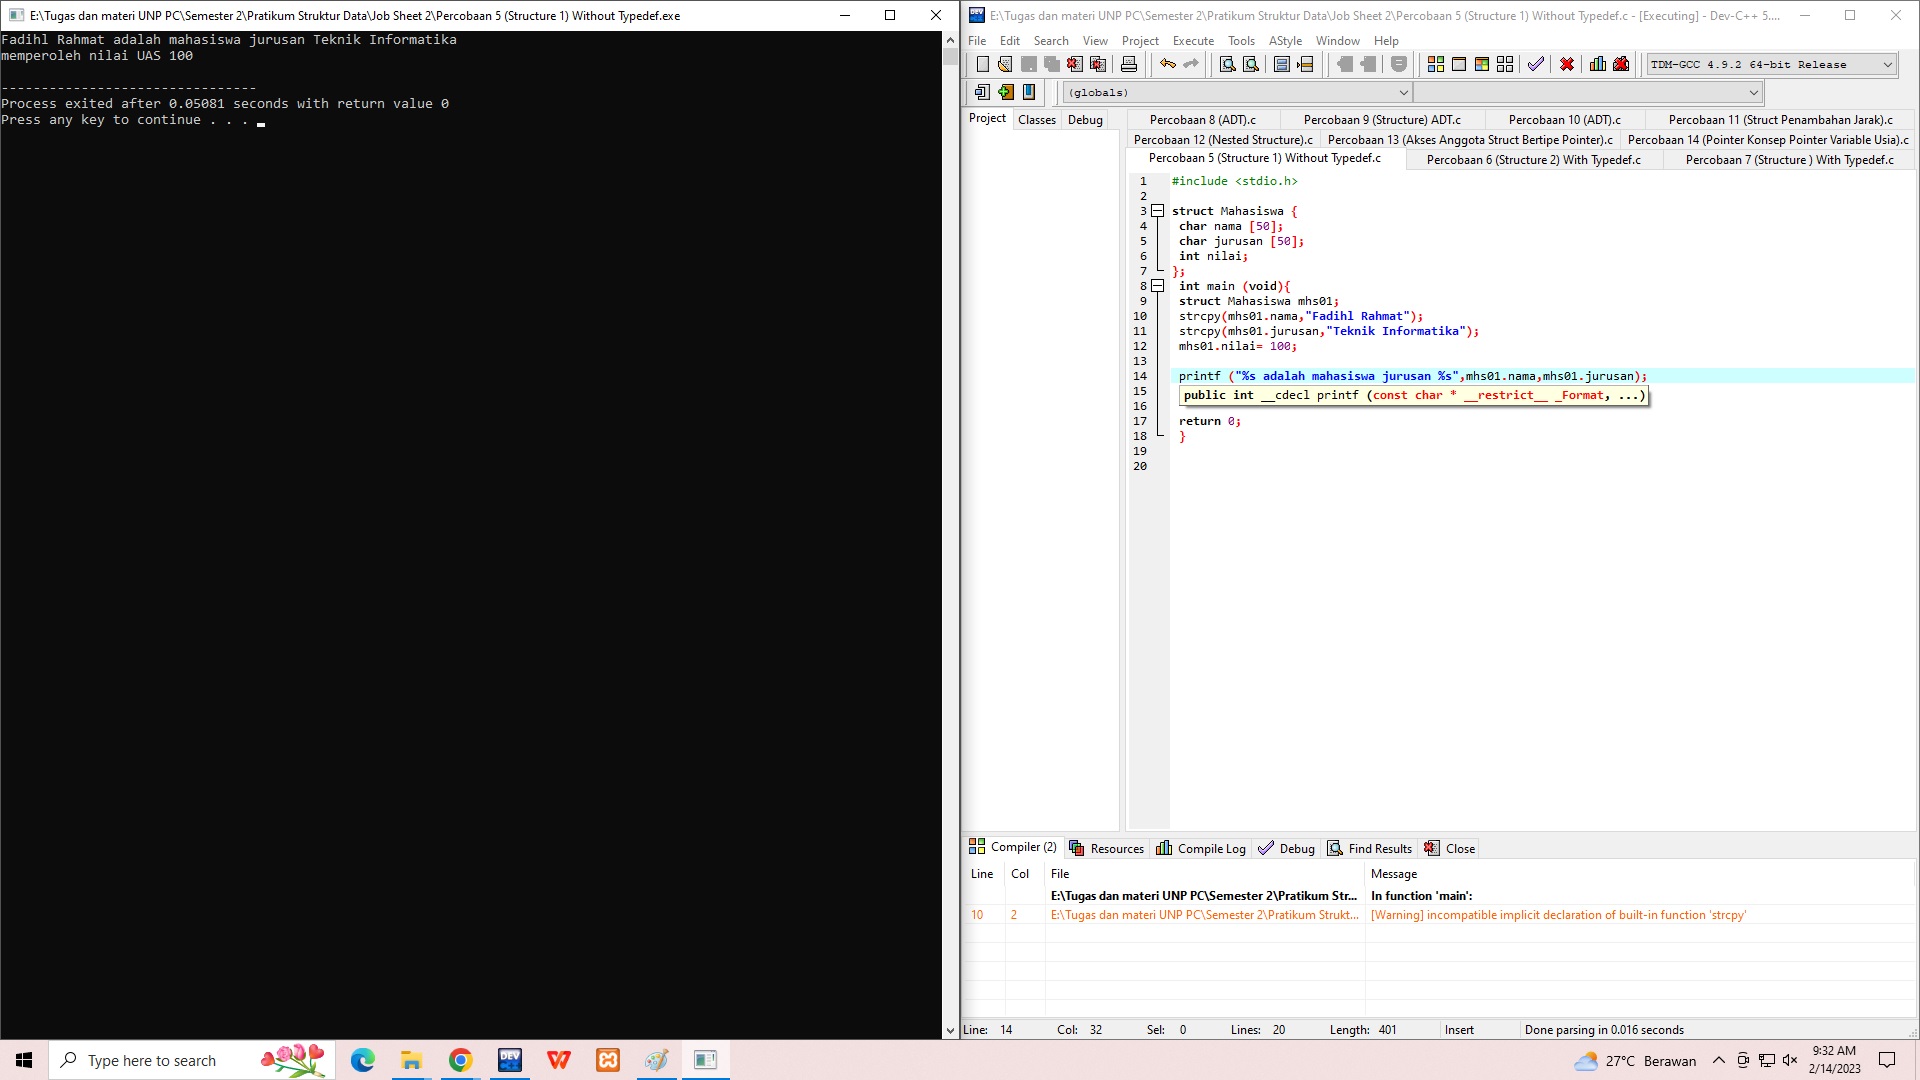 E:\Tugas dan materi UNP PC\Semester 2\Pratikum Struktur Data\Job Sheet 2\Percobaan 5 (Structure 1) Without Typedef.exe
Fadihl Rahmat adalah mahasiswa jurusan Teknik Informatika
memperoleh nilai UAS 100
--------------------------------
Process exited after 0.05081 seconds with return value 0
Press any key to continue . . .
E:\Tugas dan materi UNP PC\Semester 2\Pratikum Struktur Data\Job Sheet 2\Percobaan 5 (Structure 1) Without Typedef.c - [Executing] - Dev-C++ 5....
File Edit Search View Project Execute Tools AStyle Window Help
TDM-GCC 4.9.2 64-bit Release
(globals)
Project Classes Debug
Percobaan 8 (ADT).c Percobaan 9 (Structure) ADT.c Percobaan 10 (ADT).c Percobaan 11 (Struct Penambahan Jarak).c
Percobaan 12 (Nested Structure).c Percobaan 13 (Akses Anggota Struct Bertipe Pointer).c Percobaan 14 (Pointer Konsep Pointer Variable Usia).c
Percobaan 5 (Structure 1) Without Typedef.c Percobaan 6 (Structure 2) With Typedef.c Percobaan 7 (Structure ) With Typedef.c
1 #include <stdio.h>
2
3 struct Mahasiswa {
4 char nama [50];
5 char jurusan [50];
6 int nilai;
7 };
8 int main (void){
9 struct Mahasiswa mhs01;
10 strcpy(mhs01.nama,"Fadihl Rahmat");
11 strcpy(mhs01.jurusan,"Teknik Informatika");
12 mhs01.nilai= 100;
13
14 printf ("%s adalah mahasiswa jurusan %s",mhs01.nama,mhs01.jurusan);
15 public int __cdecl printf (const char * __restrict__ _Format, ...)
16
17 return 0;
18 }
19
20
Compiler (2) Resources Compile Log Debug Find Results Close
Line Col File Message
E:\Tugas dan materi UNP PC\Semester 2\Pratikum Str... In function 'main':
10 2 E:\Tugas dan materi UNP PC\Semester 2\Pratikum Strukt... [Warning] incompatible implicit declaration of built-in function 'strcpy'
Line: 14 Col: 32 Sel: 0 Lines: 20 Length: 401 Insert Done parsing in 0.016 seconds
Type here to search
DEV
27°C Berawan
9:32 AM
2/14/2023